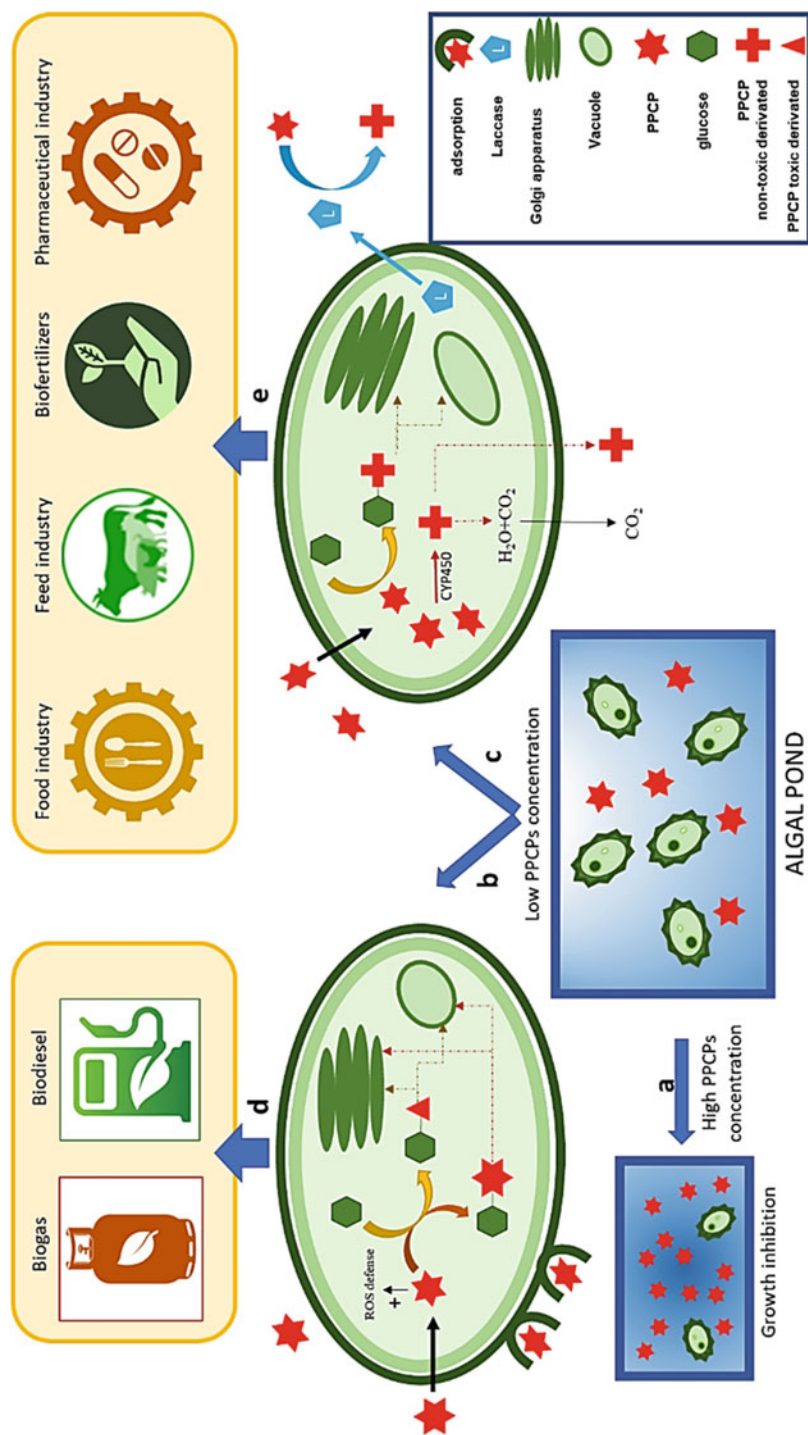 Biogas
Biodiesel
Food industry
Feed industry
Biofertilizers
Pharmaceutical industry
d
e
ROS defense
+
CYP450
H₂O+CO₂
CO₂
L
L
b
c
Low PPCPs concentration
a
High PPCPs
concentration
Growth inhibition
ALGAL POND
adsorption
L
Laccase
Golgi apparatus
Vacuole
PPCP
glucose
PPCP
non-toxic derivated
PPCP toxic derivated